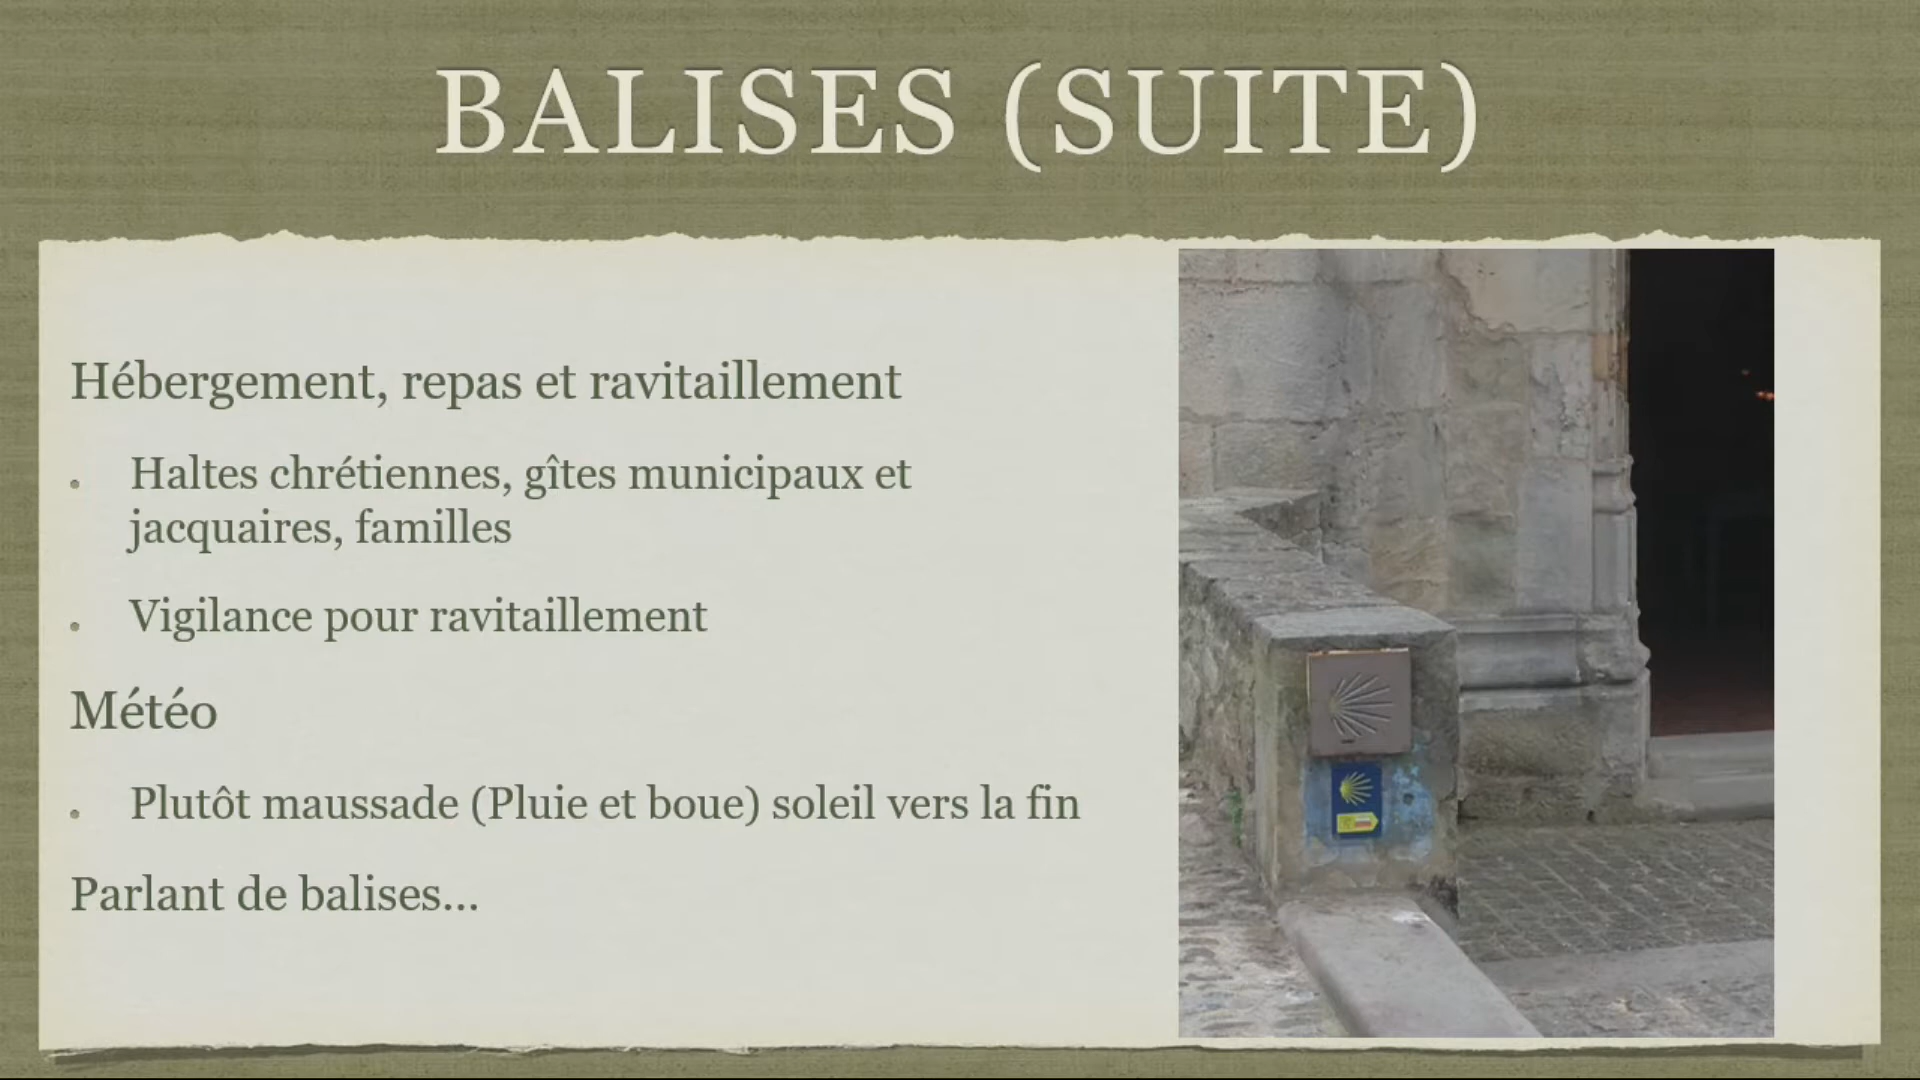 BALISES (SUITE)
Hébergement, repas et ravitaillement
Haltes chrétiennes, gîtes municipaux et
jacquaires, familles
Vigilance pour ravitaillement
Météo
Plutôt maussade (Pluie et boue) soleil vers la fin
Parlant de balises...